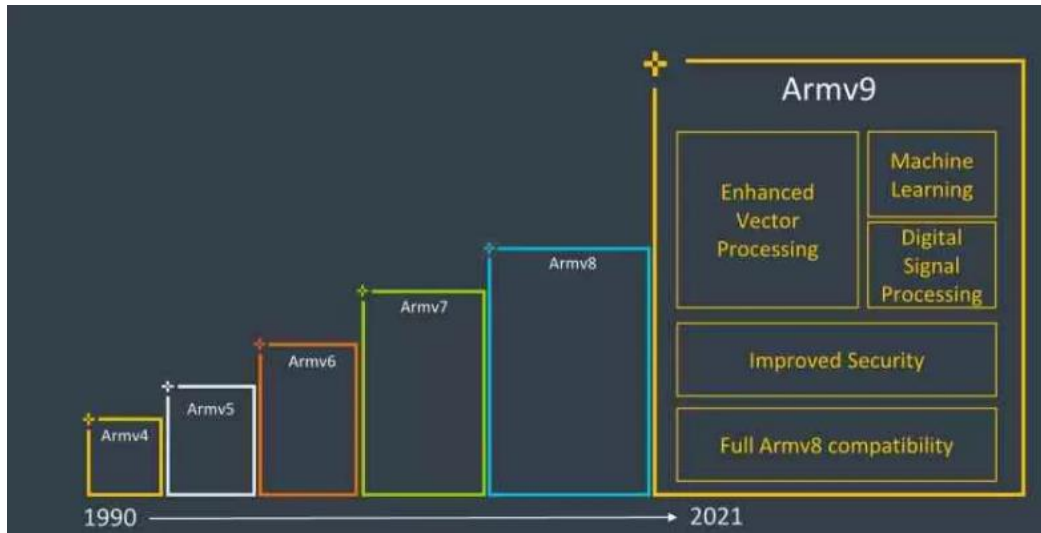 Armv4
Armv5
Armv6
Armv7
Armv8
Armv9
Enhanced
Vector
Processing
Machine
Learning
Digital
Signal
Processing
Improved Security
Full Armv8 compatibility
1990
2021